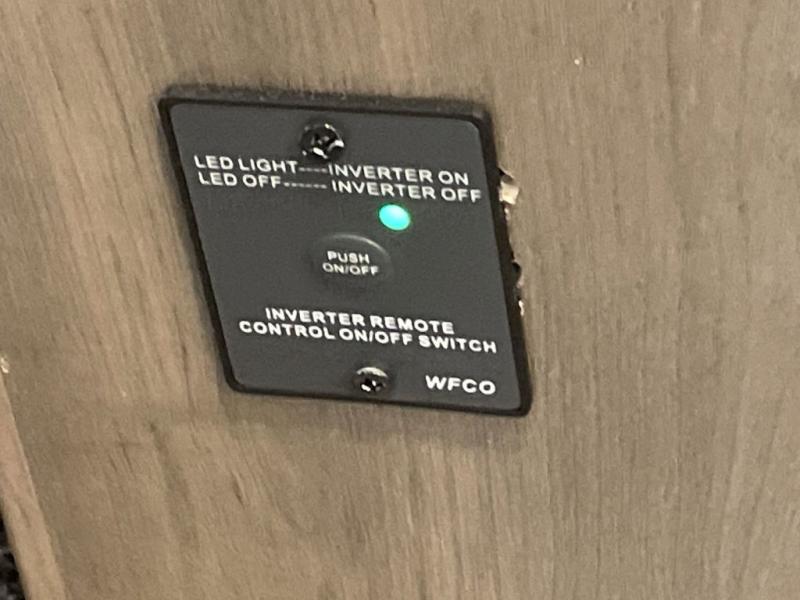 LED LIGHT----INVERTER ON
LED OFF------ INVERTER OFF
PUSH
ON/OFF
INVERTER REMOTE
CONTROL ON/OFF SWITCH
WFCO